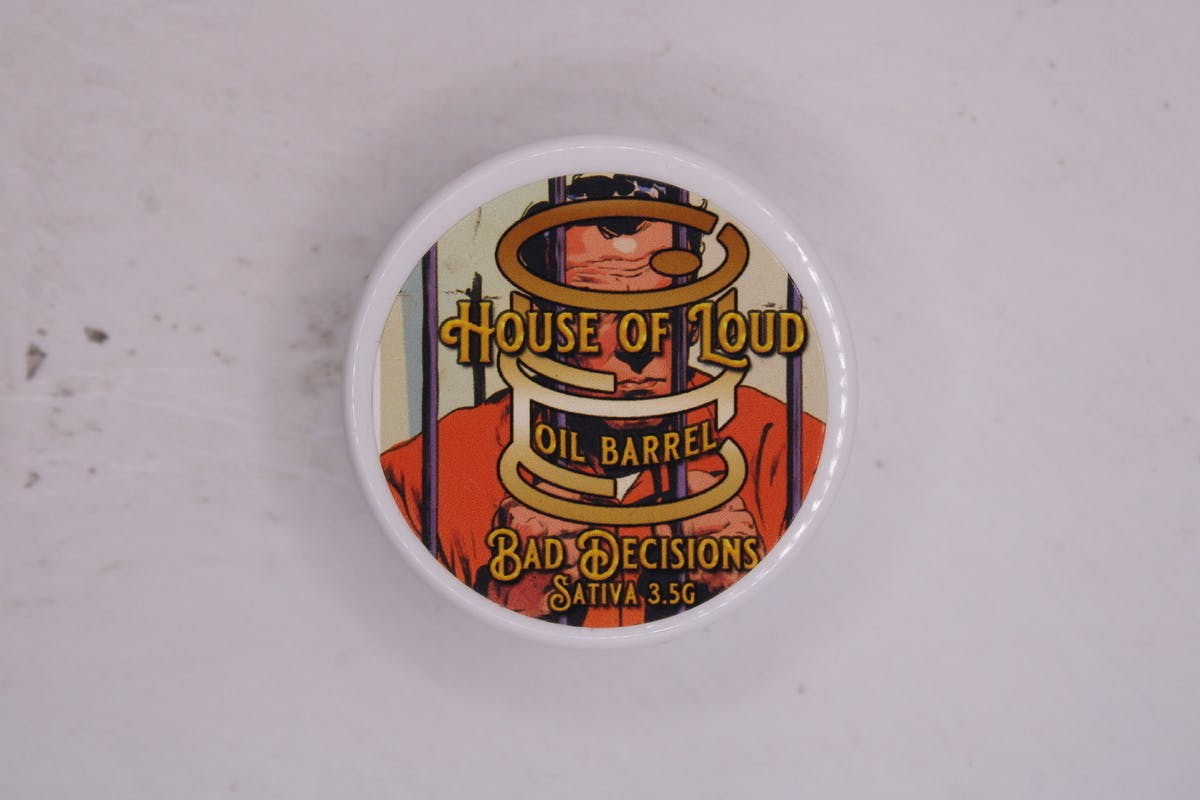 House of Loud
Oil Barrel
Bad Decisions
Sativa 3.5g